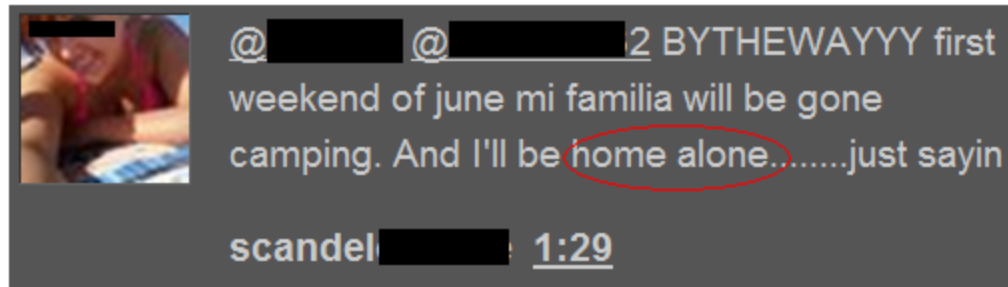 @ @2 BYTHEWAYYY first
weekend of june mi familia will be gone
camping. And I'll be home alone........just sayin
scandel 1:29